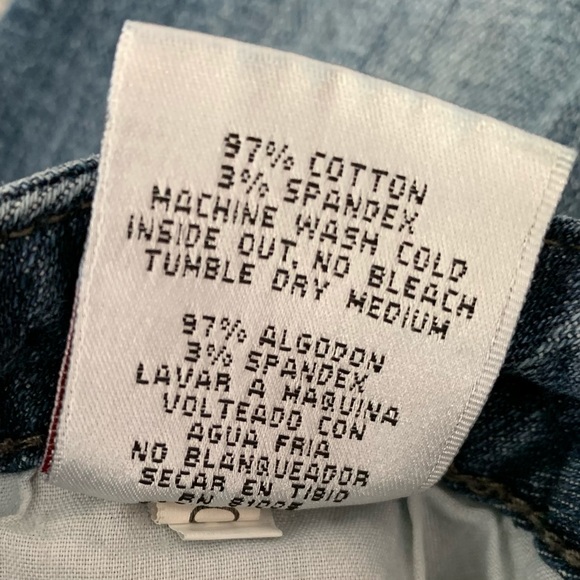 97% COTTON
3% SPANDEX
MACHINE WASH COLD
INSIDE OUT, NO BLEACH
TUMBLE DRY MEDIUM
97% ALGODON
3% SPANDEX
LAVAR A MAQUINA
VOLTEADO CON
AGUA FRIA
NO BLANQUEADOR
SECAR EN TIBIO
RN